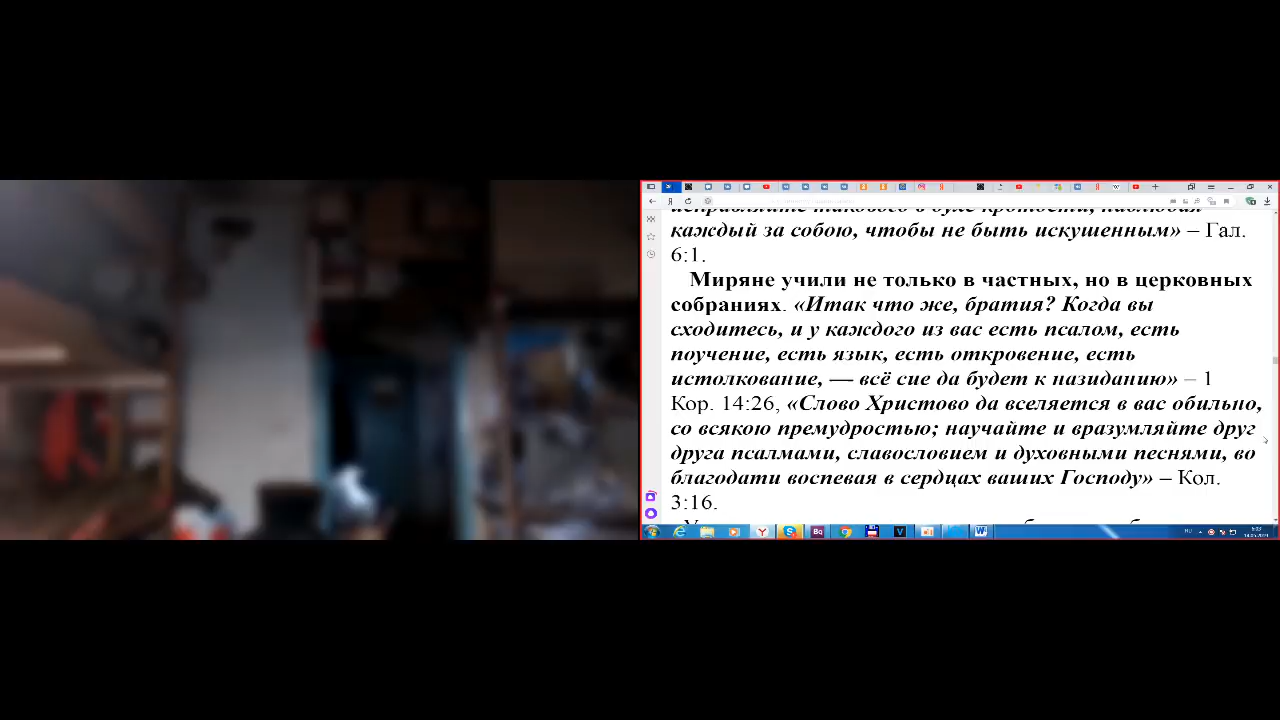 каждый за собою, чтобы не быть искушенным» – Гал.
6:1.
Миряне учили не только в частных, но в церковных
собраниях. «Итак что же, братия? Когда вы
сходитесь, и у каждого из вас есть псалом, есть
поучение, есть язык, есть откровение, есть
истолкование, — всё сие да будет к назиданию» – 1
Кор. 14:26, «Слово Христово да вселяется в вас обильно,
со всякою премудростью; научайте и вразумляйте друг
друга псалмами, славословием и духовными песнями, во
благодати воспевая в сердцах ваших Господу» – Кол.
3:16.